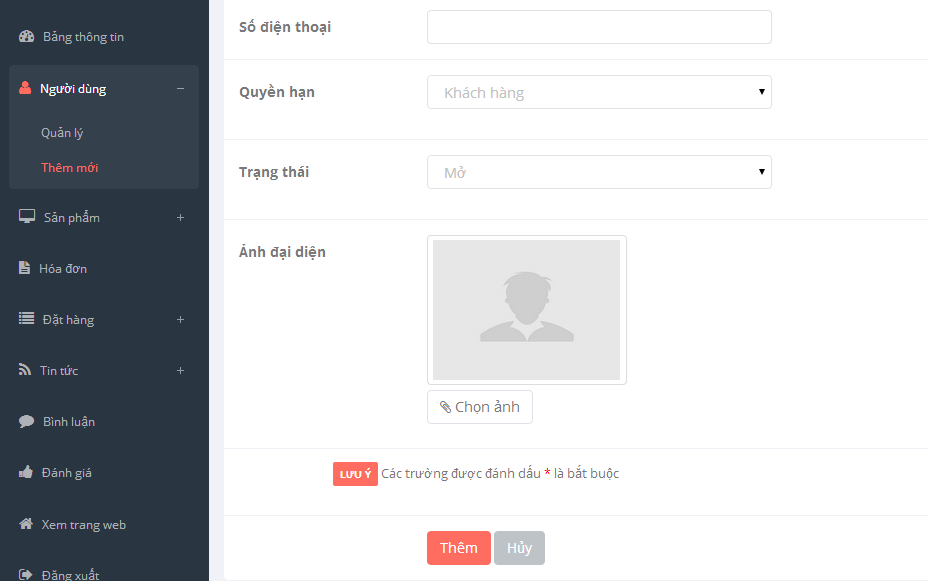 Bảng thông tin
Người dùng
Quản lý
Thêm mới
Sản phẩm
Hóa đơn
Đặt hàng
Tin tức
Bình luận
Đánh giá
Xem trang web
Đăng xuất
Số điện thoại
Quyền hạn
Khách hàng
Trạng thái
Mở
Ảnh đại diện
Chọn ảnh
LƯU Ý Các trường được đánh dấu * là bắt buộc
Thêm Hủy